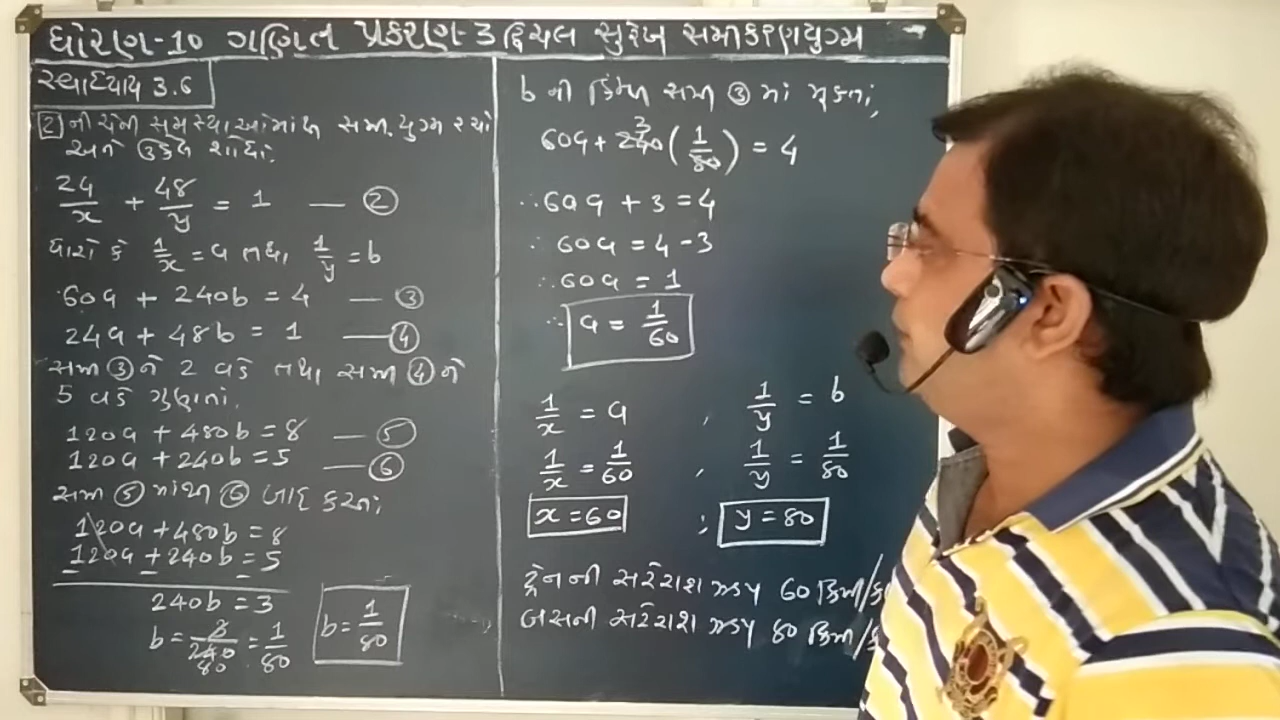 ધોરણ-10 ગણિત પ્રકરણ-3 દ્વિચલ સુરેખ સમીકરણયુગ્મ
સ્વાધ્યાય 3.6
2 ની ચેની સમસ્યાઓમાંથી સમી. યુગ્મ રચો
અને ઉકેલ શોધો.
24/x + 48/y = 1 — ②
ધારો કે 1/x = a તથા 1/y = b
60a + 240b = 4 — ③
24a + 48b = 1 — ④
સમી ③ ને 2 વડે તથા સમી ④ ને
5 વડે ગુણતાં,
120a + 480b = 8 — ⑤
120a + 240b = 5 — ⑥
સમી ⑤ માંથી ⑥ બાદ કરતાં,
120a + 480b = 8
120a + 240b = 5
240b = 3
b = 3/240 = 1/80
80
b = 1/80
b ની કિંમત સમી ③ માં મૂકતાં,
3
60a + 240 (1/80) = 4
∴ 60a + 3 = 4
∴ 60a = 4 - 3
∴ 60a = 1
∴ a = 1/60
1/x = a , 1/y = b
1/x = 1/60 , 1/y = 1/80
x = 60 ; y = 80
ટ્રેનની સરેરાશ ઝડપ 60 કિમી/ક
બસની સરેરાશ ઝડપ 80 કિમી/ક